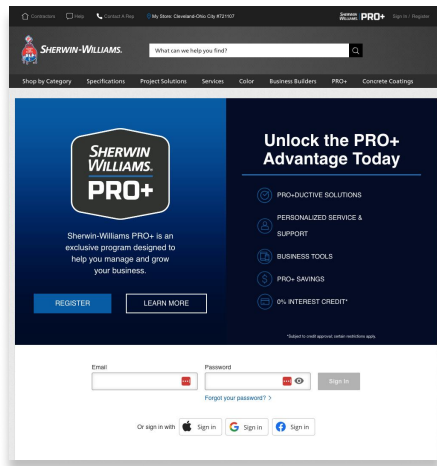 Contractors Help Contact A Rep My Store: Cleveland-Ohio City #721107 SHERWIN WILLIAMS. PRO+ Sign in / Register
SHERWIN-WILLIAMS. What can we help you find?
Shop by Category Specifications Project Solutions Services Color Business Builders PRO+ Concrete Coatings
SHERWIN
WILLIAMS.
PRO+
Sherwin-Williams PRO+ is an
exclusive program designed to
help you manage and grow
your business.
REGISTER LEARN MORE
Unlock the PRO+
Advantage Today
PRO+DUCTIVE SOLUTIONS
PERSONALIZED SERVICE &
SUPPORT
BUSINESS TOOLS
PRO+ SAVINGS
0% INTEREST CREDIT*
*Subject to credit approval, certain restrictions apply.
Email Password
Sign In
Forgot your password? >
Or sign in with Sign in Sign in Sign in